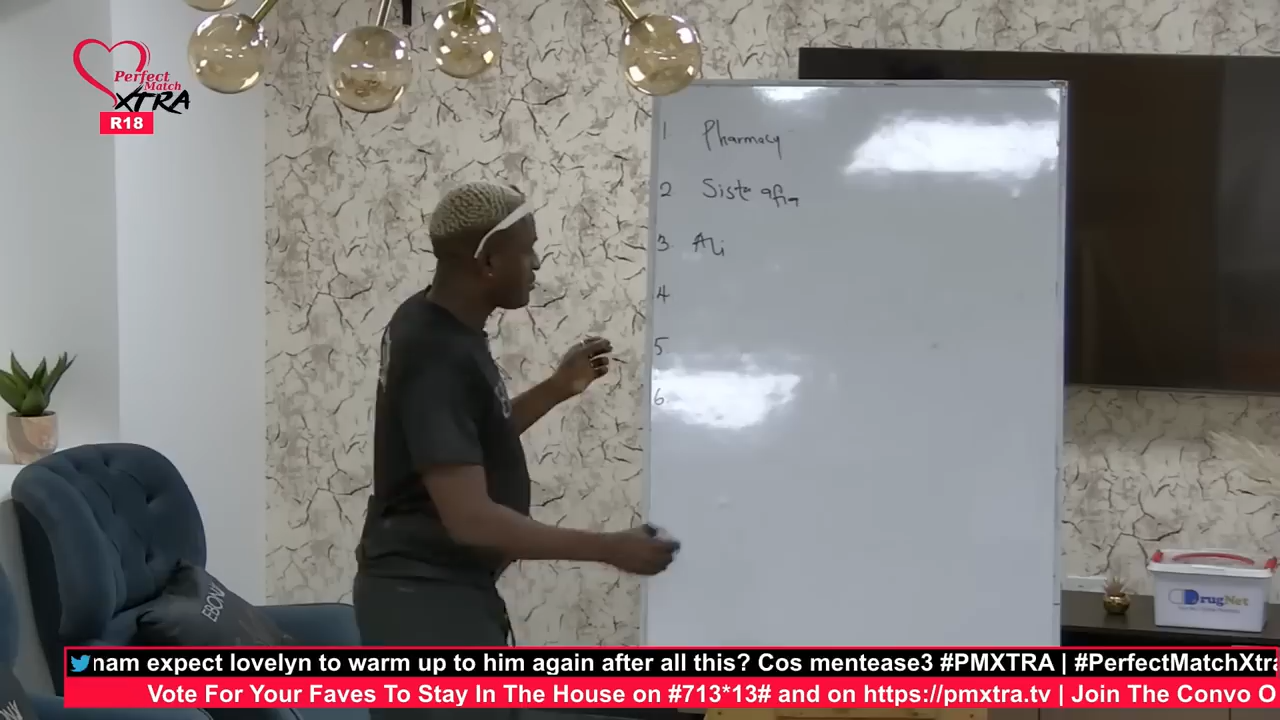 Perfect
Match
XTRA
R18
1 Pharmacy
2 Siste afia
3 Ali
4
5
6
EBONY
DrugNet
nam expect lovelyn to warm up to him again after all this? Cos mentease3 #PMXTRA | #PerfectMatchXtra
Vote For Your Faves To Stay In The House on #713*13# and on https://pmxtra.tv | Join The Convo O